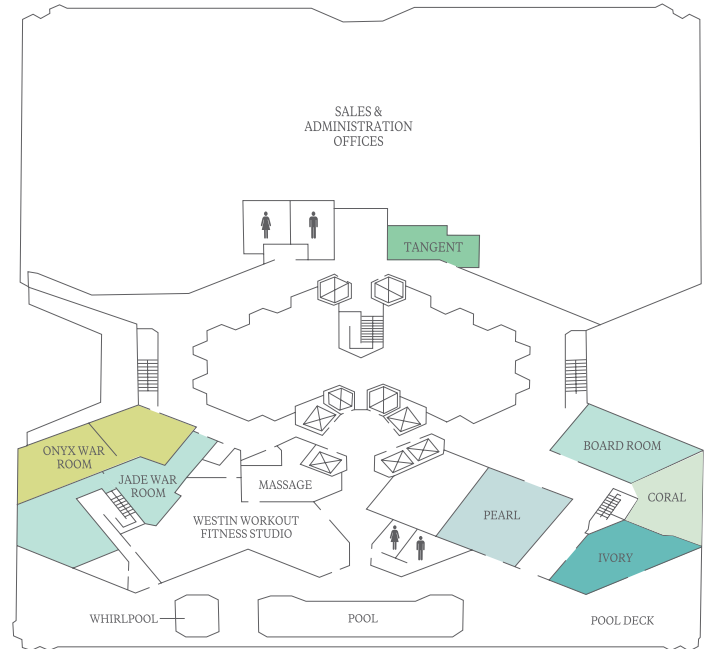 SALES &
ADMINISTRATION
OFFICES
TANGENT
ONYX WAR
ROOM
JADE WAR
ROOM
MASSAGE
WESTIN WORKOUT
FITNESS STUDIO
PEARL
BOARD ROOM
CORAL
IVORY
WHIRLPOOL
POOL
POOL DECK